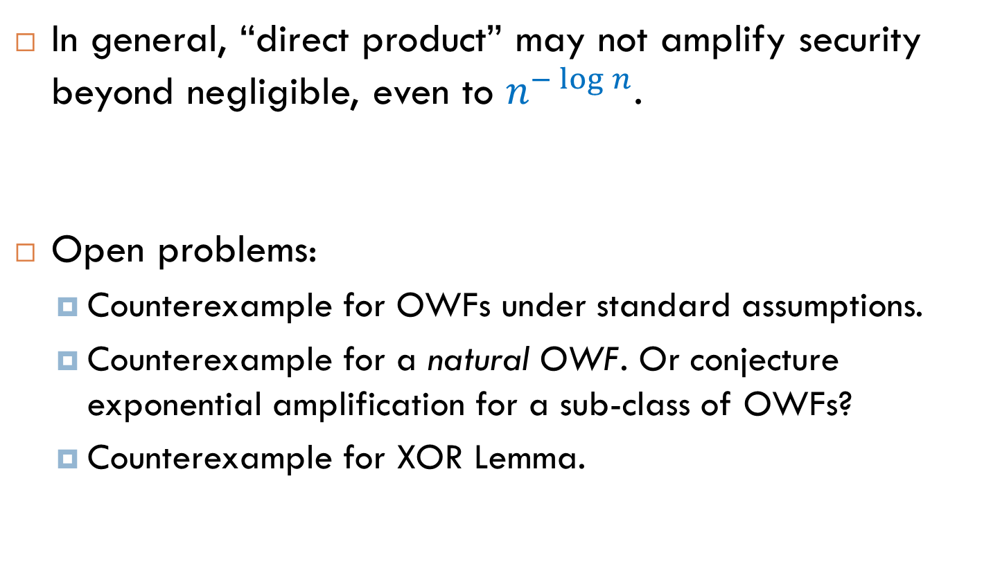 In general, “direct product” may not amplify security
beyond negligible, even to $n^{-\log n}$.
Open problems:
Counterexample for OWFs under standard assumptions.
Counterexample for a natural OWF. Or conjecture
exponential amplification for a sub-class of OWFs?
Counterexample for XOR Lemma.